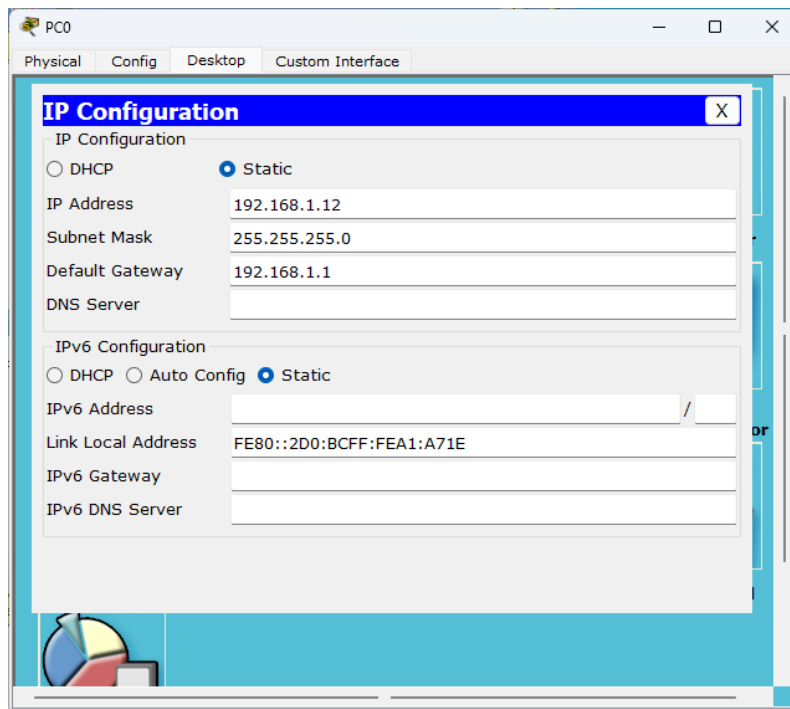 PC0
Physical Config Desktop Custom Interface
IP Configuration X
IP Configuration
DHCP Static
IP Address 192.168.1.12
Subnet Mask 255.255.255.0
Default Gateway 192.168.1.1
DNS Server
IPv6 Configuration
DHCP Auto Config Static
IPv6 Address /
Link Local Address FE80::2D0:BCFF:FEA1:A71E
IPv6 Gateway
IPv6 DNS Server
or